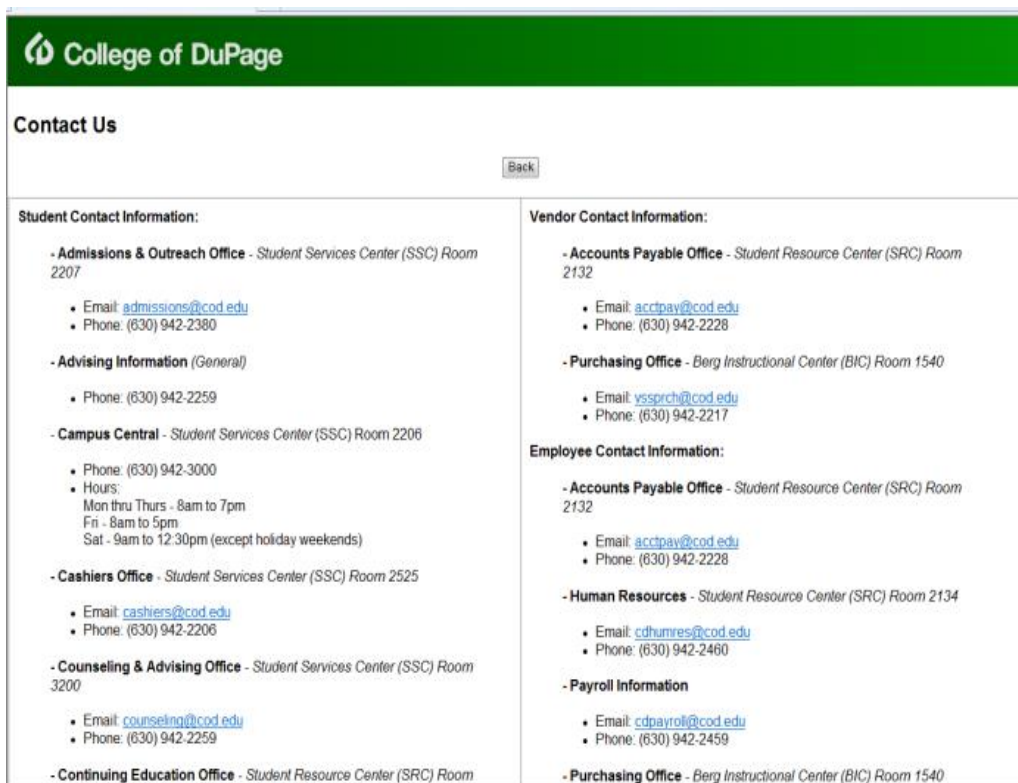 College of DuPage
Contact Us
Back
Student Contact Information:
- Admissions & Outreach Office - Student Services Center (SSC) Room
2207
• Email: admissions@cod.edu
• Phone: (630) 942-2380
- Advising Information (General)
• Phone: (630) 942-2259
- Campus Central - Student Services Center (SSC) Room 2206
• Phone: (630) 942-3000
• Hours:
Mon thru Thurs - 8am to 7pm
Fri - 8am to 5pm
Sat - 9am to 12:30pm (except holiday weekends)
- Cashiers Office - Student Services Center (SSC) Room 2525
• Email: cashiers@cod.edu
• Phone: (630) 942-2206
- Counseling & Advising Office - Student Services Center (SSC) Room
3200
• Email: counseling@cod.edu
• Phone: (630) 942-2259
- Continuing Education Office - Student Resource Center (SRC) Room
Vendor Contact Information:
- Accounts Payable Office - Student Resource Center (SRC) Room
2132
• Email: acctpay@cod.edu
• Phone: (630) 942-2228
- Purchasing Office - Berg Instructional Center (BIC) Room 1540
• Email: vssprch@cod.edu
• Phone: (630) 942-2217
Employee Contact Information:
- Accounts Payable Office - Student Resource Center (SRC) Room
2132
• Email: acctpay@cod.edu
• Phone: (630) 942-2228
- Human Resources - Student Resource Center (SRC) Room 2134
• Email: cdhumres@cod.edu
• Phone: (630) 942-2460
- Payroll Information
• Email: cdpayroll@cod.edu
• Phone: (630) 942-2459
- Purchasing Office - Berg Instructional Center (BIC) Room 1540